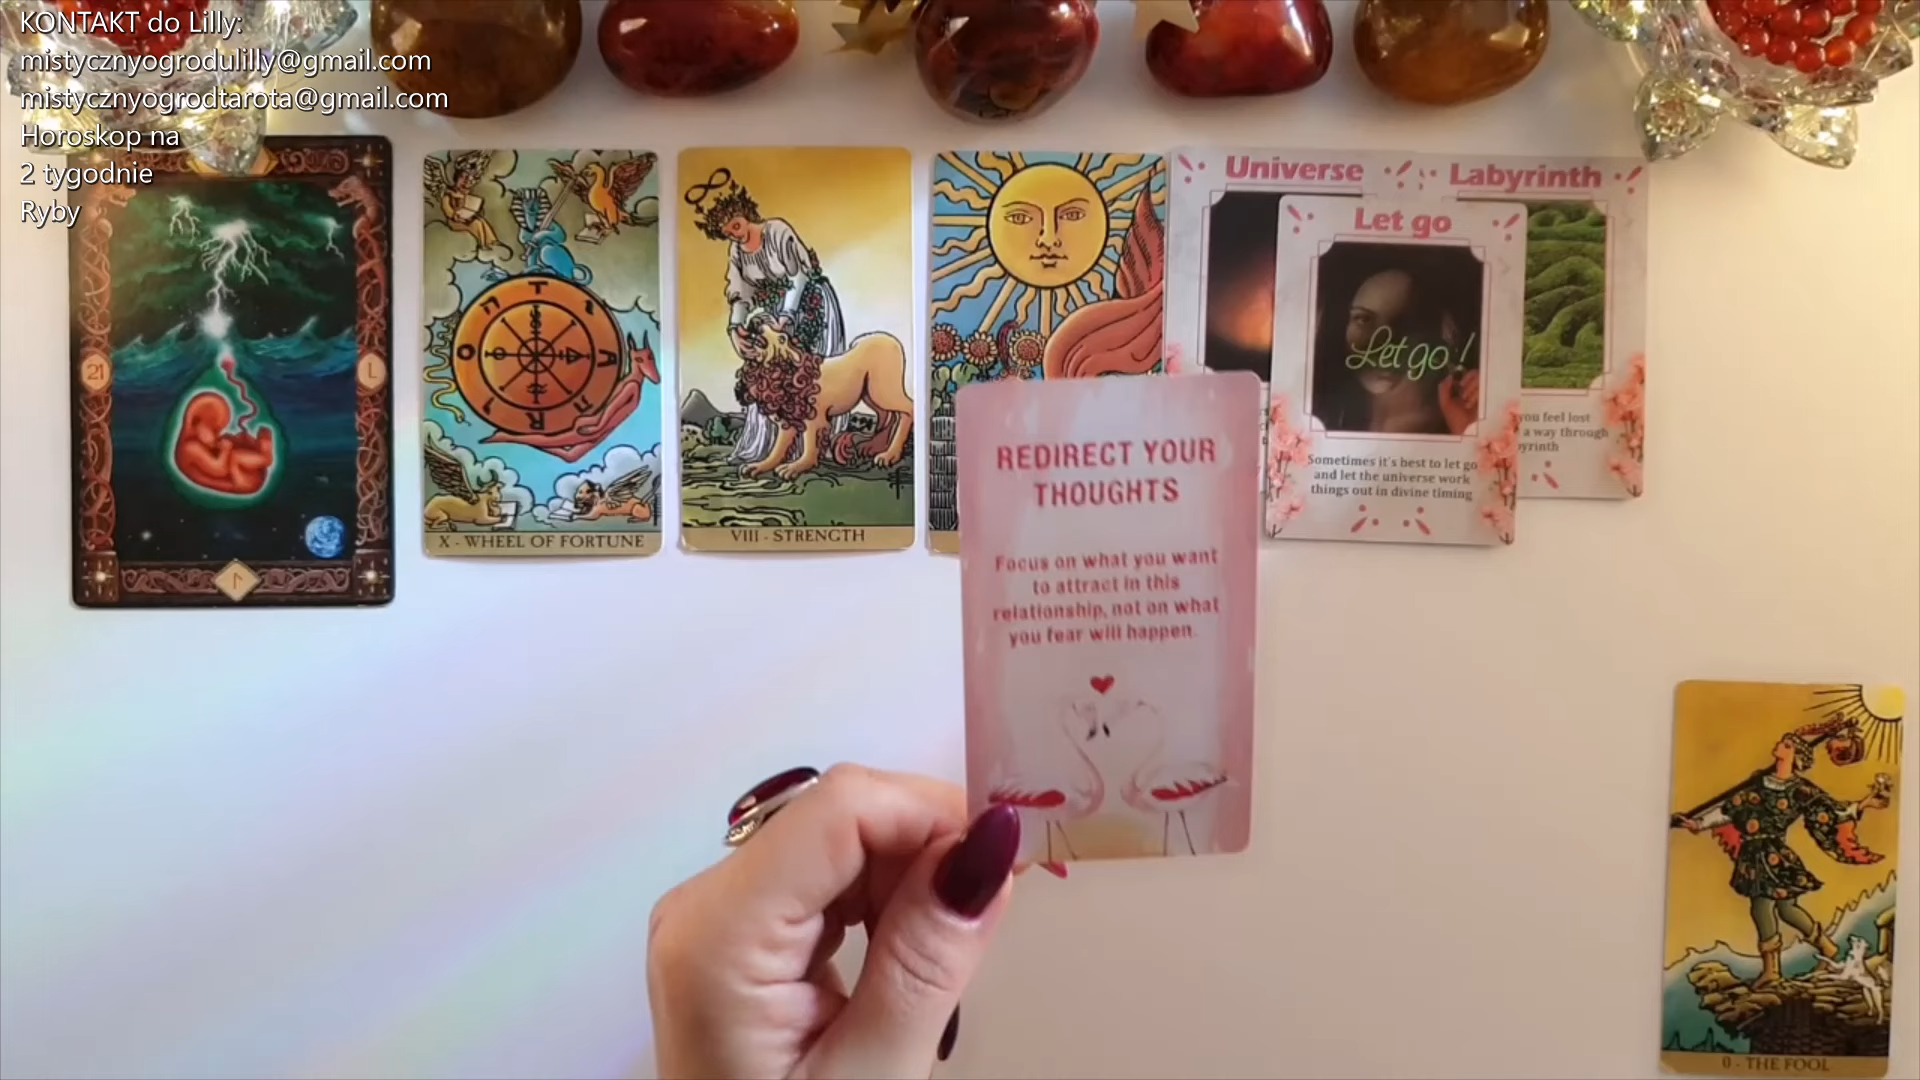 KONTAKT do Lilly:
mistycznyogrodulilly@gmail.com
mistycznyogrodtarota@gmail.com
Horoskop na
2 tygodnie
Ryby
21
X - WHEEL OF FORTUNE
VIII - STRENGTH
Universe
Labyrinth
Let go
Let go!
Sometimes it's best to let go
and let the universe work
things out in divine timing
you feel lost
a way through
REDIRECT YOUR
THOUGHTS
Focus on what you want
to attract in this
relationship, not on what
you fear will happen.
0 - THE FOOL